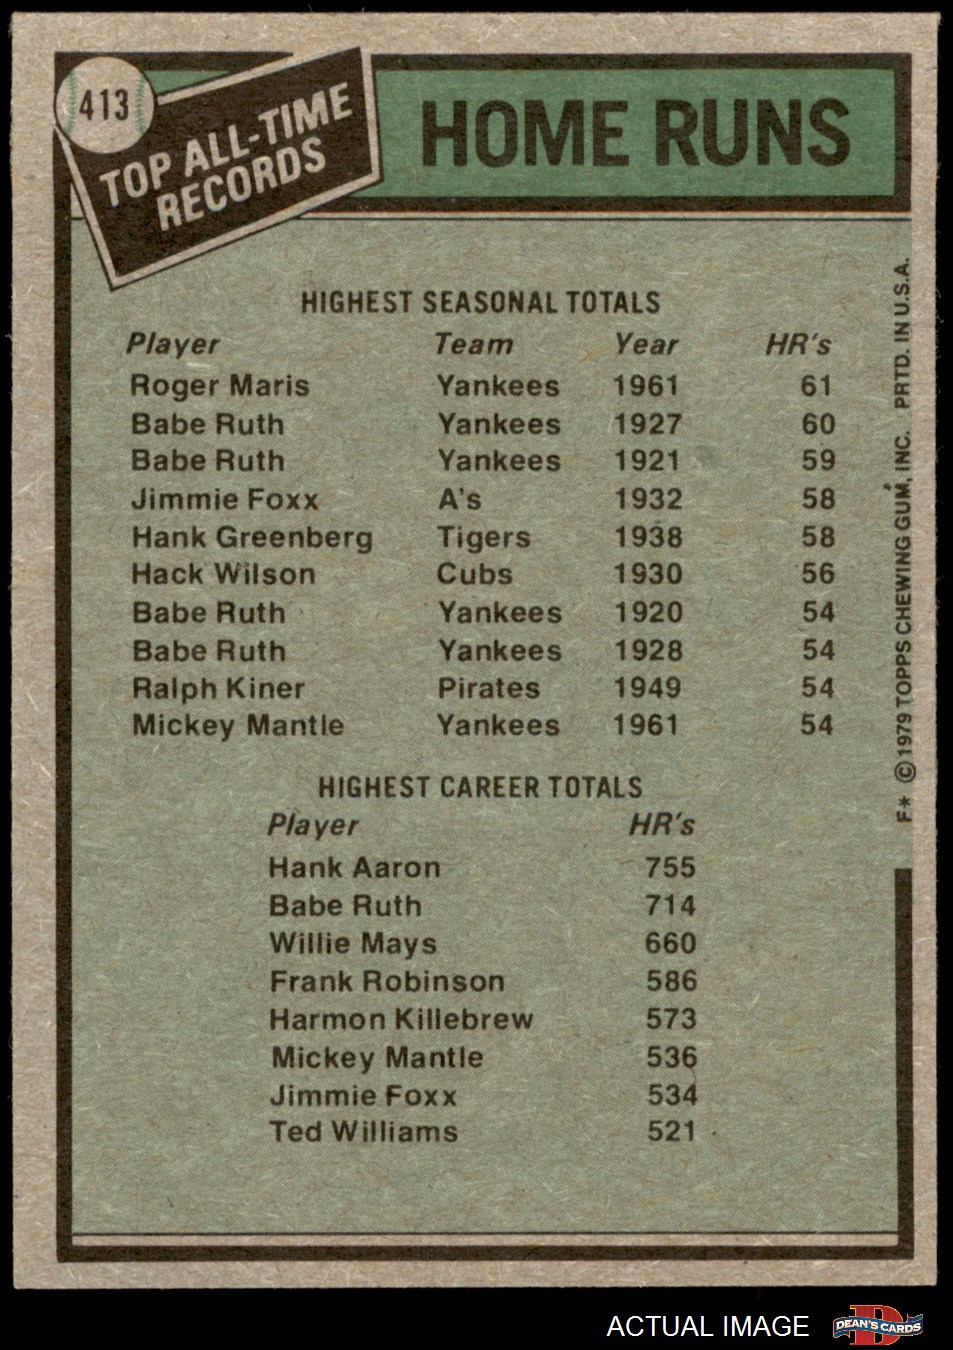 413
TOP ALL-TIME
RECORDS
HOME RUNS
HIGHEST SEASONAL TOTALS
Player Team Year HR's
Roger Maris Yankees 1961 61
Babe Ruth Yankees 1927 60
Babe Ruth Yankees 1921 59
Jimmie Foxx A's 1932 58
Hank Greenberg Tigers 1938 58
Hack Wilson Cubs 1930 56
Babe Ruth Yankees 1920 54
Babe Ruth Yankees 1928 54
Ralph Kiner Pirates 1949 54
Mickey Mantle Yankees 1961 54
HIGHEST CAREER TOTALS
Player HR's
Hank Aaron 755
Babe Ruth 714
Willie Mays 660
Frank Robinson 586
Harmon Killebrew 573
Mickey Mantle 536
Jimmie Foxx 534
Ted Williams 521
F* ©1979 TOPPS CHEWING GUM, INC. PRTD. IN U.S.A.
ACTUAL IMAGE
D
DEAN'S CARDS